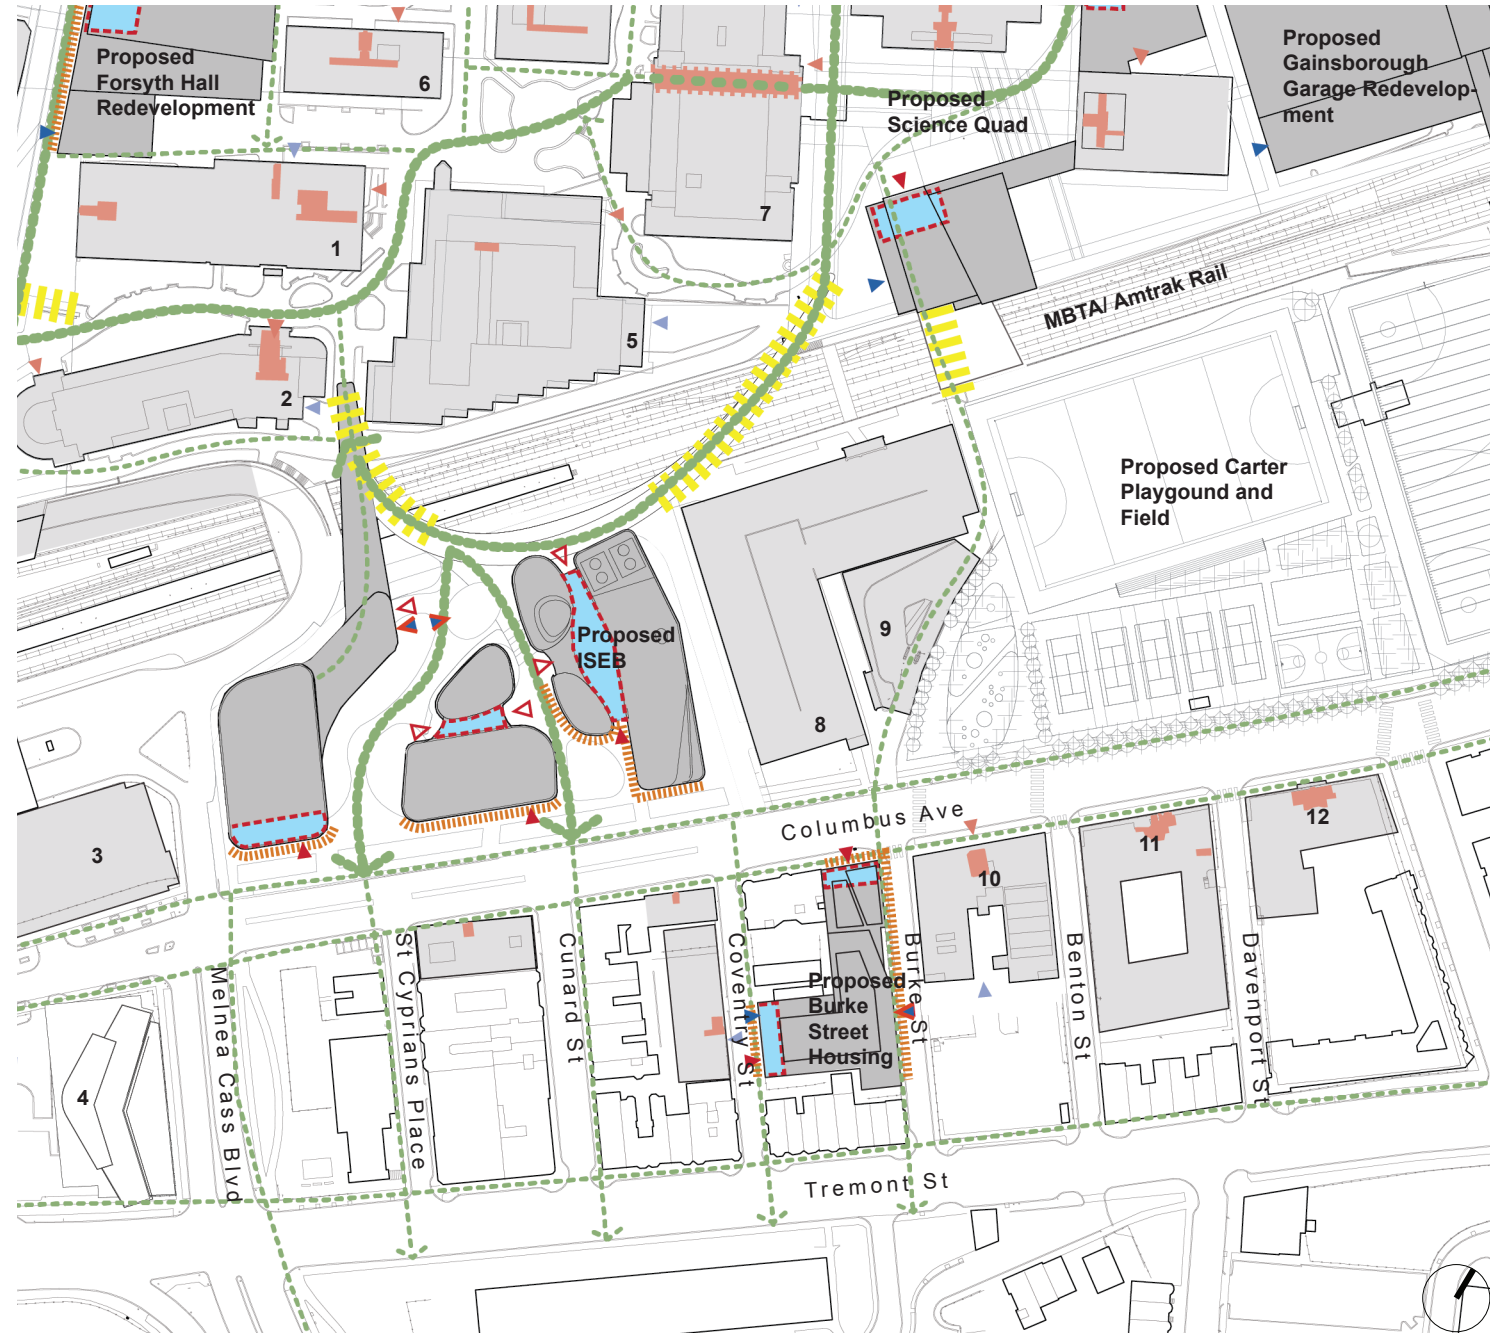 Proposed
Forsyth Hall
Redevelopment
6
Proposed
Science Quad
Proposed
Gainsborough
Garage Redevelop-
ment
1
7
MBTA/ Amtrak Rail
5
2
Proposed Carter
Playgound and
Field
Proposed
ISEB
9
8
3
Columbus Ave
10
11
12
4
Melnea Cass Blvd
St Cyprians Place
Cunard St
Coventry St
Proposed
Burke
Street
Housing
Burke St
Benton St
Davenport St
Tremont St